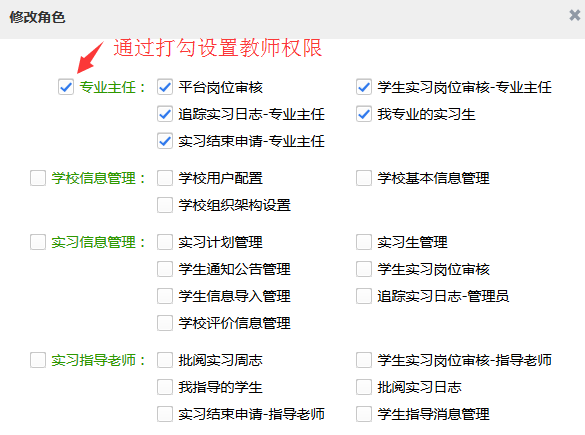 修改角色
通过打勾设置教师权限
专业主任： 平台岗位审核 学生实习岗位审核-专业主任
追踪实习日志-专业主任 我专业的实习生
实习结束申请-专业主任
学校信息管理： 学校用户配置 学校基本信息管理
学校组织架构设置
实习信息管理： 实习计划管理 实习生管理
学生通知公告管理 学生实习岗位审核
学生信息导入管理 追踪实习日志-管理员
学校评价信息管理
实习指导老师： 批阅实习周志 学生实习岗位审核-指导老师
我指导的学生 批阅实习日志
实习结束申请-指导老师 学生指导消息管理